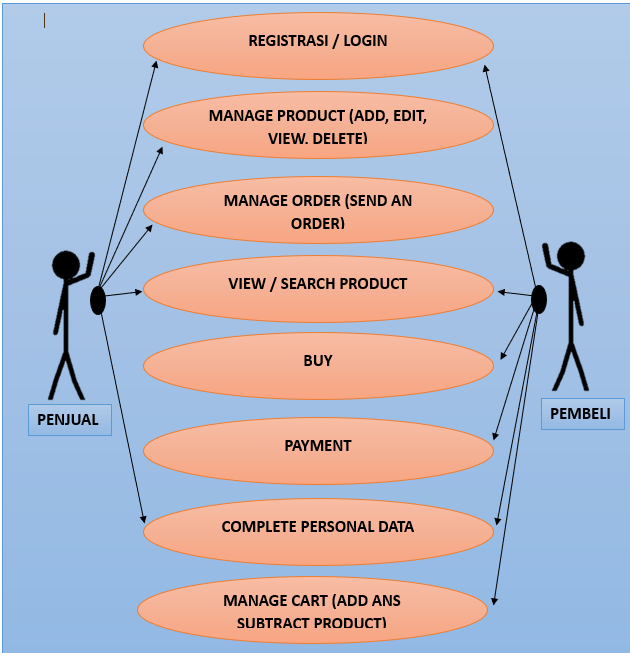 REGISTRASI / LOGIN
MANAGE PRODUCT (ADD, EDIT,
VIEW. DELETE)
MANAGE ORDER (SEND AN
ORDER)
VIEW / SEARCH PRODUCT
BUY
PENJUAL
PEMBELI
PAYMENT
COMPLETE PERSONAL DATA
MANAGE CART (ADD ANS
SUBTRACT PRODUCT)